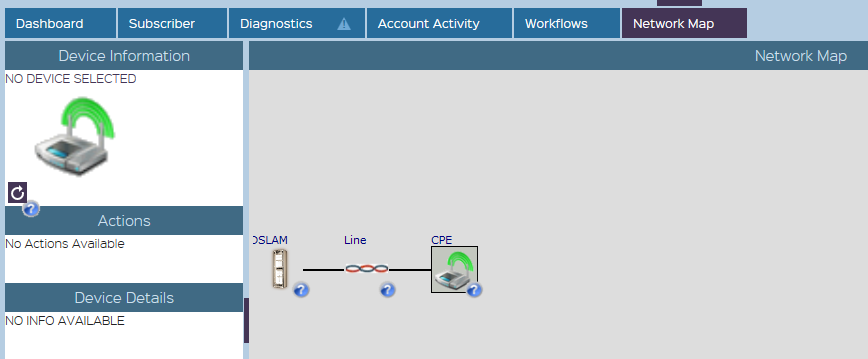 Dashboard
Subscriber
Diagnostics
Account Activity
Workflows
Network Map
Device Information
Network Map
NO DEVICE SELECTED
Actions
No Actions Available
DSLAM
Line
CPE
Device Details
NO INFO AVAILABLE